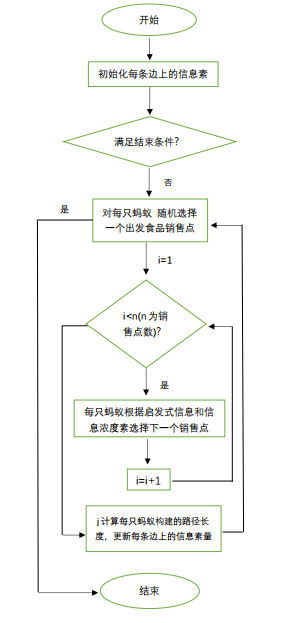 开始
初始化每条边上的信息素
满足结束条件?
否
是
对每只蚂蚁 随机选择
一个出发食品销售点
i=1
i<n(n为销
售点数)?
是
每只蚂蚁根据启发式信息和信
息浓度素选择下一个销售点
i=i+1
j计算每只蚂蚁构建的路径长
度，更新每条边上的信息素量
结束